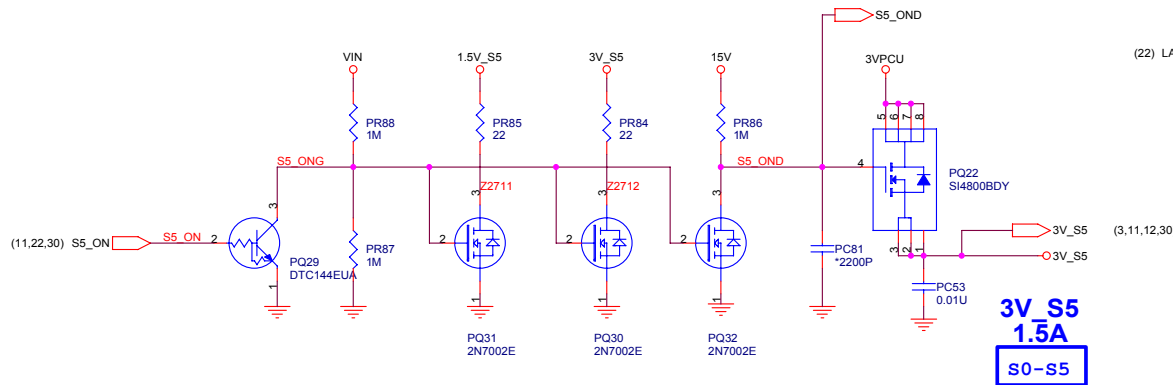 S5_OND
(22) LA
VIN
1.5V_S5
3V_S5
15V
3VPCU
5
6
7
8
PR88
1M
PR85
22
PR84
22
PR86
1M
S5_ONG
S5_OND
4
PQ22
SI4800BDY
3
Z2711
3
Z2712
3
3
(11,22,30) S5_ON
S5_ON
2
2
2
2
PR87
1M
PQ29
DTC144EUA
PC81
*2200P
3
2
1
3V_S5
(3,11,12,30
3V_S5
1
1
1
1
PC53
0.01U
PQ31
2N7002E
PQ30
2N7002E
PQ32
2N7002E
3V_S5
1.5A
S0-S5